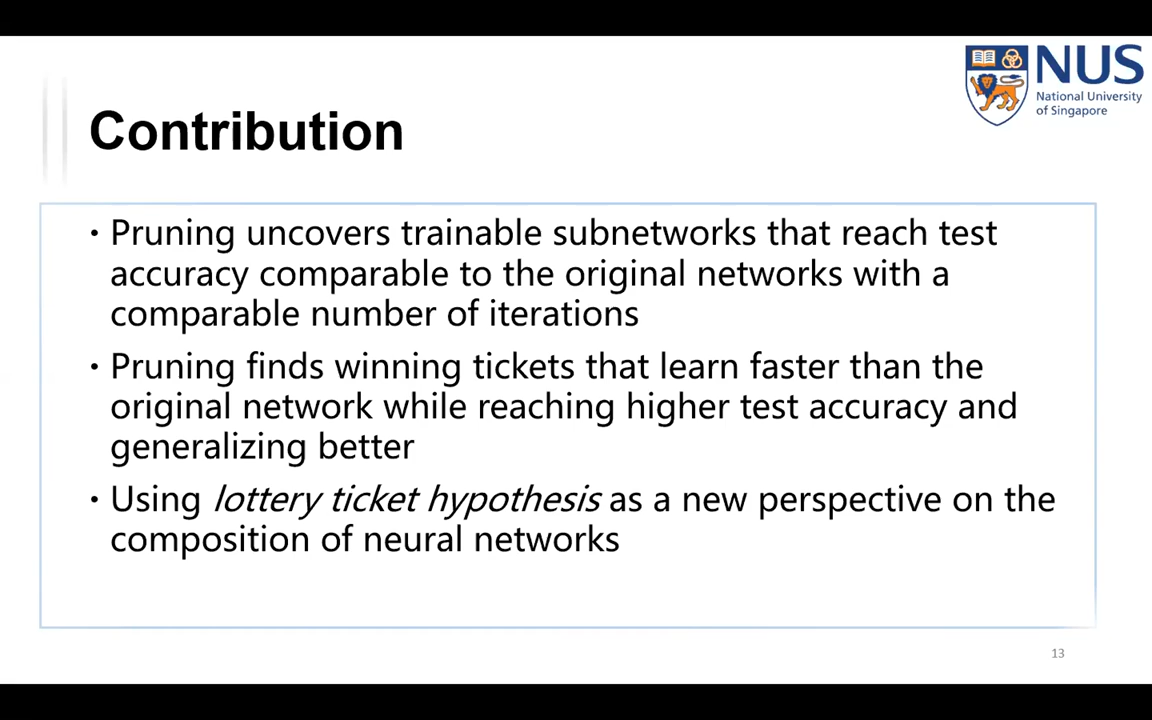 NUS
National University
of Singapore
Contribution
• Pruning uncovers trainable subnetworks that reach test
accuracy comparable to the original networks with a
comparable number of iterations
• Pruning finds winning tickets that learn faster than the
original network while reaching higher test accuracy and
generalizing better
• Using lottery ticket hypothesis as a new perspective on the
composition of neural networks
13